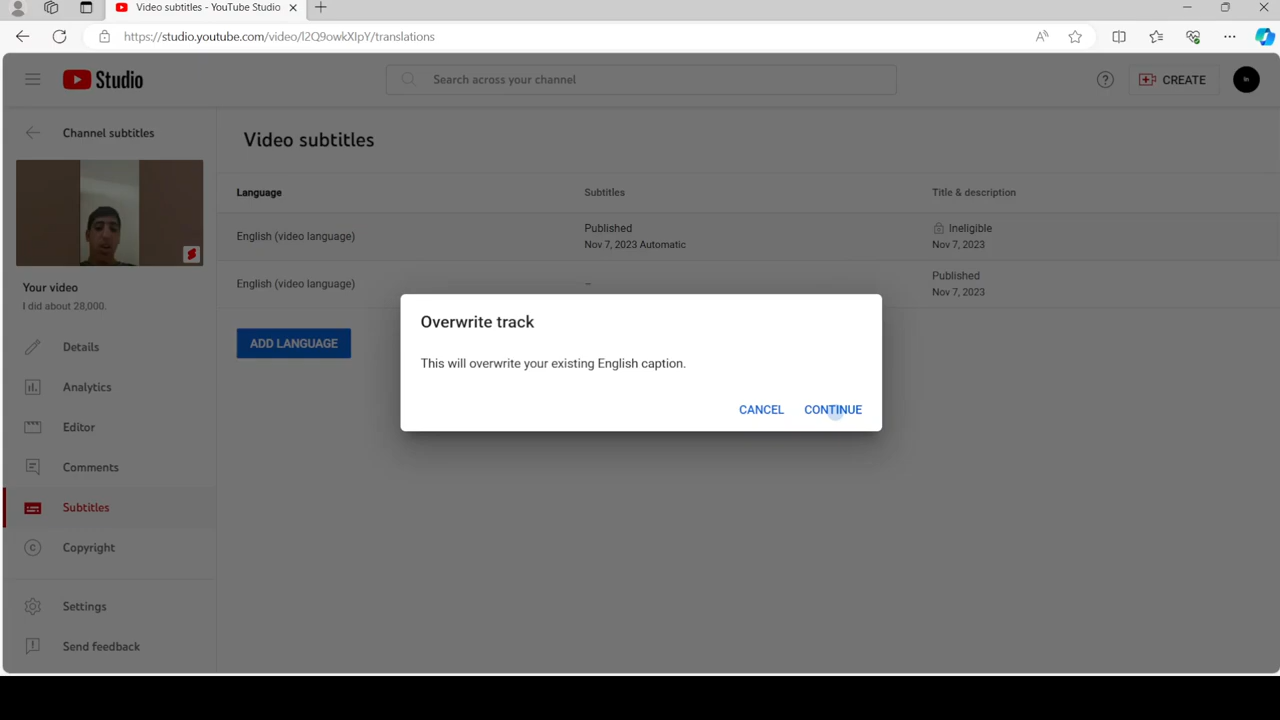 Video subtitles - YouTube Studio
https://studio.youtube.com/video/l2Q9owkXIpY/translations
Studio
Search across your channel
CREATE
Channel subtitles
Your video
I did about 28,000.
Details
Analytics
Editor
Comments
Subtitles
Copyright
Settings
Send feedback
Video subtitles
Language Subtitles Title & description
English (video language) Published Ineligible
Nov 7, 2023 Automatic Nov 7, 2023
English (video language) – Published
Nov 7, 2023
ADD LANGUAGE
Overwrite track
This will overwrite your existing English caption.
CANCEL CONTINUE